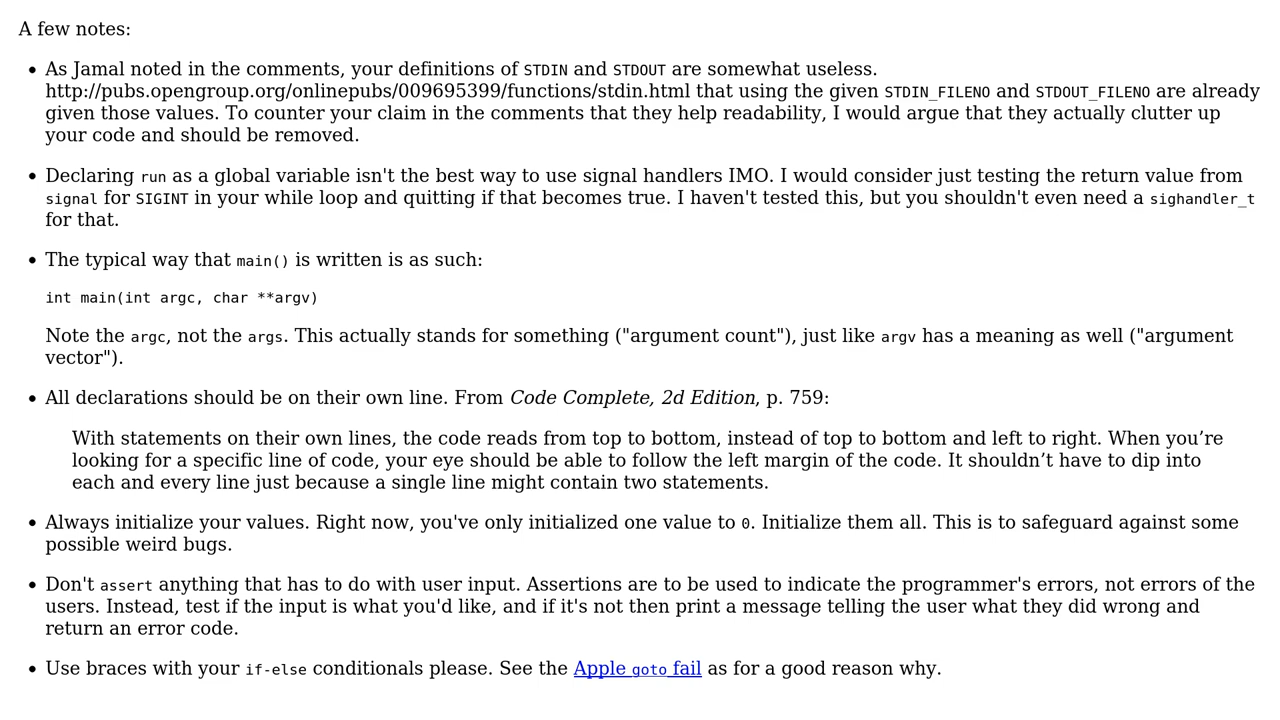 A few notes:
As Jamal noted in the comments, your definitions of STDIN and STDOUT are somewhat useless.
http://pubs.opengroup.org/onlinepubs/009695399/functions/stdin.html that using the given STDIN_FILENO and STDOUT_FILENO are already
given those values. To counter your claim in the comments that they help readability, I would argue that they actually clutter up
your code and should be removed.
Declaring run as a global variable isn't the best way to use signal handlers IMO. I would consider just testing the return value from
signal for SIGINT in your while loop and quitting if that becomes true. I haven't tested this, but you shouldn't even need a sighandler_t
for that.
The typical way that main() is written is as such:
int main(int argc, char **argv)
Note the argc, not the args. This actually stands for something ("argument count"), just like argv has a meaning as well ("argument
vector").
All declarations should be on their own line. From Code Complete, 2d Edition, p. 759:
With statements on their own lines, the code reads from top to bottom, instead of top to bottom and left to right. When you’re
looking for a specific line of code, your eye should be able to follow the left margin of the code. It shouldn’t have to dip into
each and every line just because a single line might contain two statements.
Always initialize your values. Right now, you've only initialized one value to 0. Initialize them all. This is to safeguard against some
possible weird bugs.
Don't assert anything that has to do with user input. Assertions are to be used to indicate the programmer's errors, not errors of the
users. Instead, test if the input is what you'd like, and if it's not then print a message telling the user what they did wrong and
return an error code.
Use braces with your if-else conditionals please. See the Apple goto fail as for a good reason why.